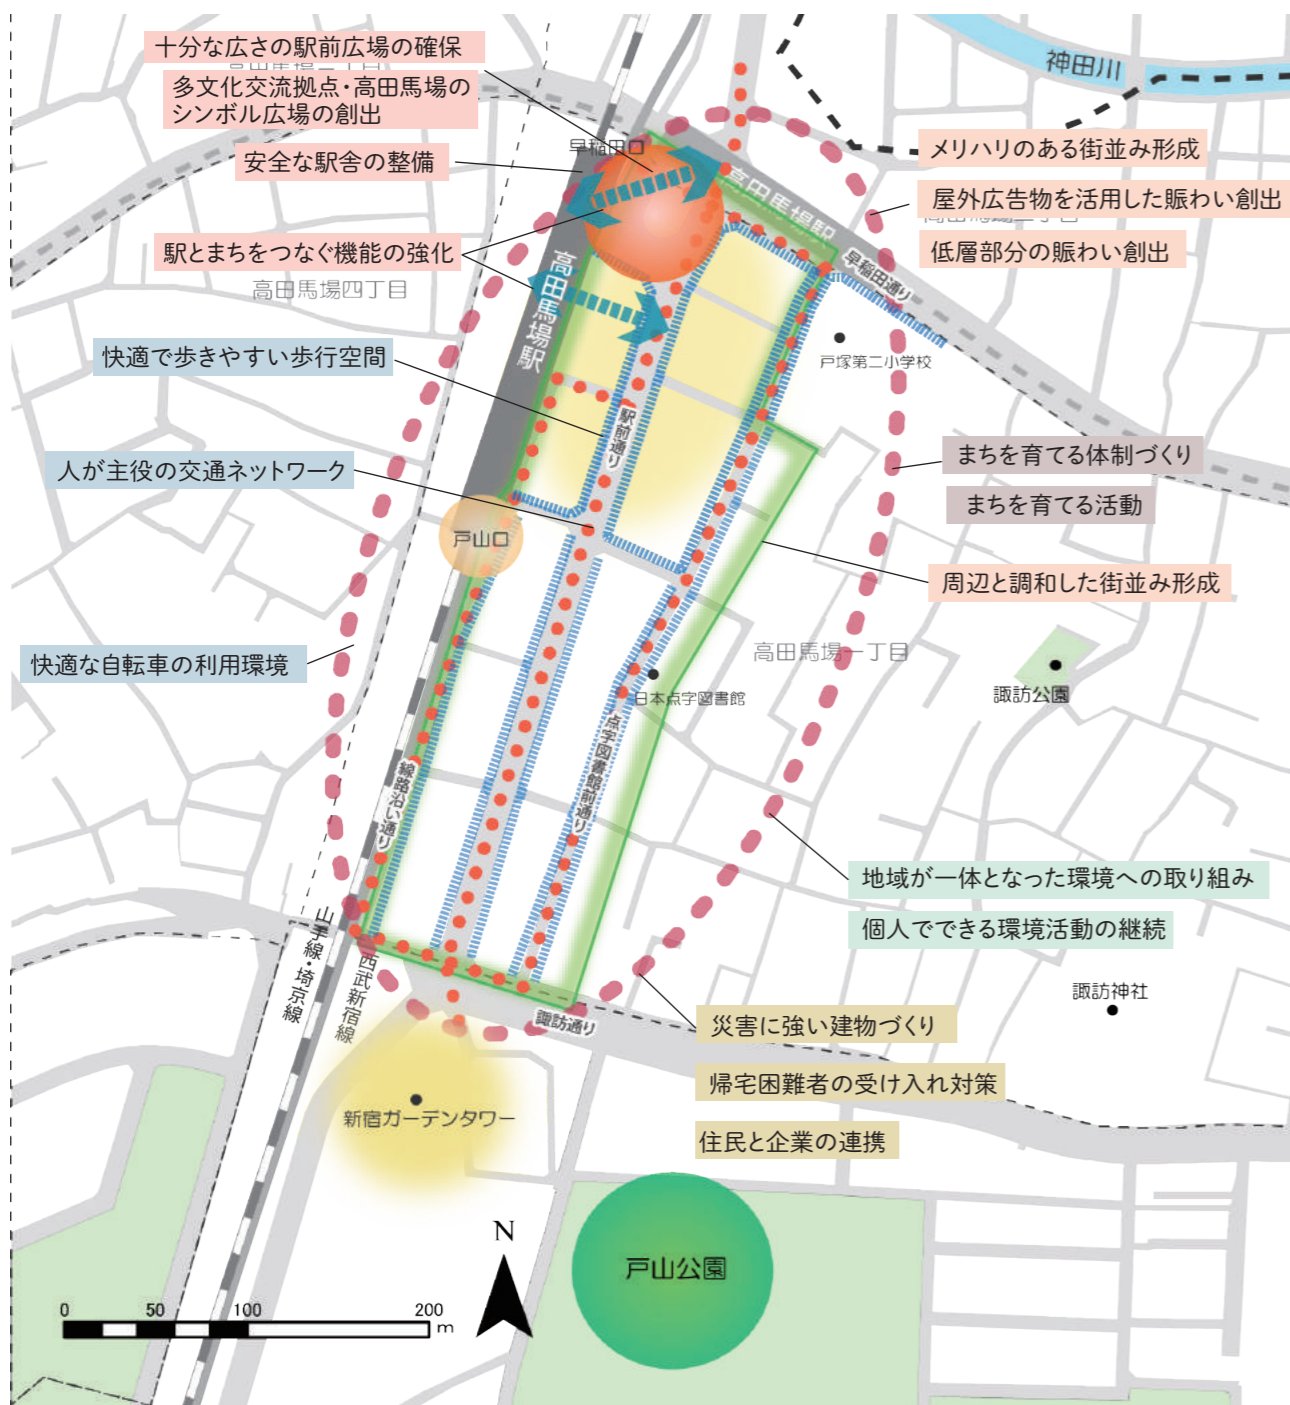 十分な広さの駅前広場の確保
多文化交流拠点・高田馬場の
シンボル広場の創出
安全な駅舎の整備
駅とまちをつなぐ機能の強化
高田馬場四丁目
早稲田口
高田馬場駅
高田馬場駅
早稲田通り
神田川
メリハリのある街並み形成
屋外広告物を活用した賑わい創出
低層部分の賑わい創出
戸塚第二小学校
快適で歩きやすい歩行空間
駅前通り
人が主役の交通ネットワーク
戸山口
まちを育てる体制づくり
まちを育てる活動
周辺と調和した街並み形成
高田馬場一丁目
快適な自転車の利用環境
日本点字図書館
諏訪公園
点字図書館前通り
線路沿い通り
地域が一体となった環境への取り組み
個人でできる環境活動の継続
山手線・埼京線
西武新宿線
諏訪通り
諏訪神社
災害に強い建物づくり
帰宅困難者の受け入れ対策
住民と企業の連携
新宿ガーデンタワー
戸山公園
N
0 50 100 200
m